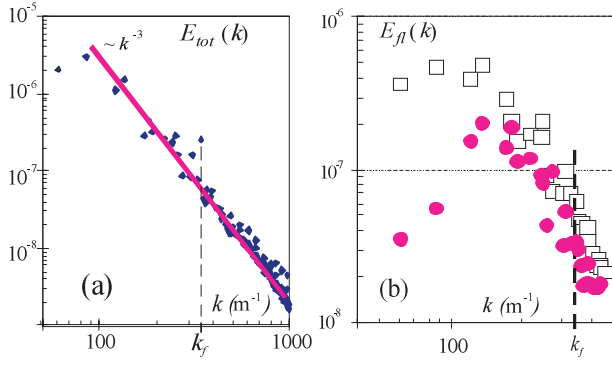 10^-5
~ k^-3
E_tot (k)
10^-6
10^-7
10^-8
(a)
k (m^-1)
100
k_f
1000
10^-6
E_fl (k)
10^-7
(b)
k (m^-1)
10^-8
100
k_f